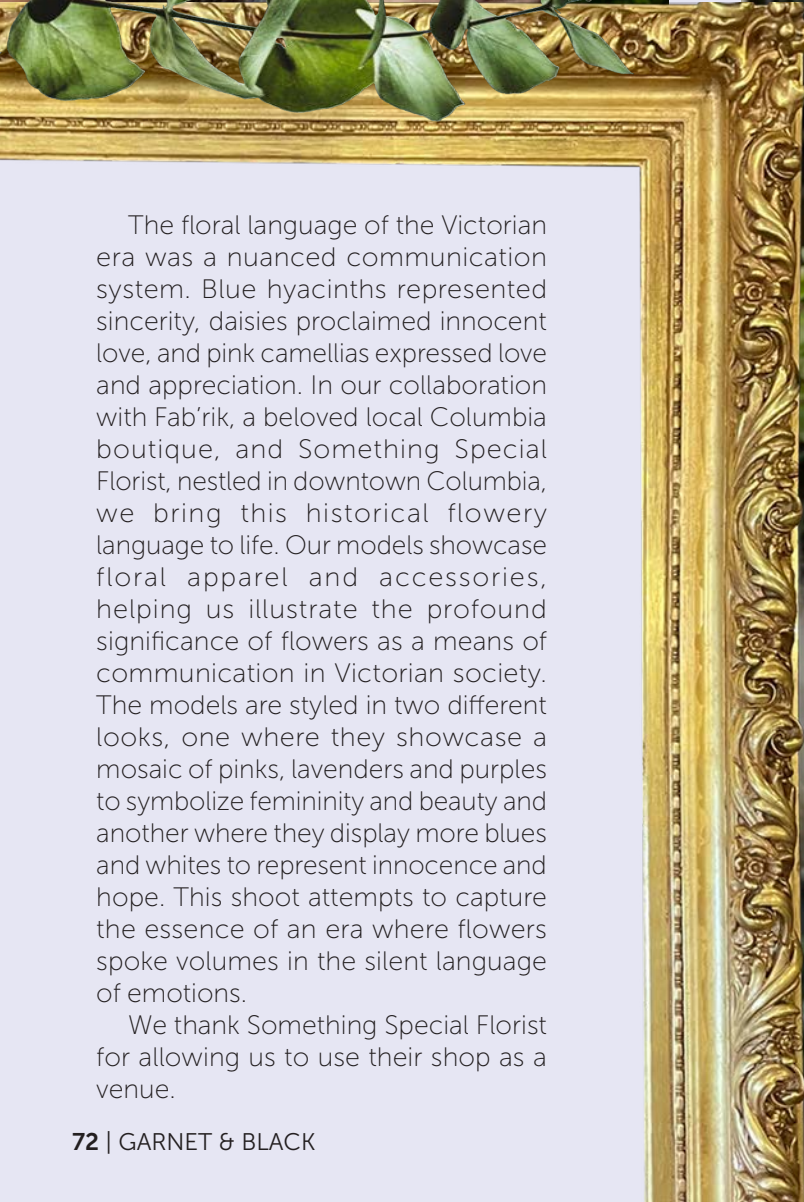 The floral language of the Victorian
era was a nuanced communication
system. Blue hyacinths represented
sincerity, daisies proclaimed innocent
love, and pink camellias expressed love
and appreciation. In our collaboration
with Fab’rik, a beloved local Columbia
boutique, and Something Special
Florist, nestled in downtown Columbia,
we bring this historical flowery
language to life. Our models showcase
floral apparel and accessories,
helping us illustrate the profound
significance of flowers as a means of
communication in Victorian society.
The models are styled in two different
looks, one where they showcase a
mosaic of pinks, lavenders and purples
to symbolize femininity and beauty and
another where they display more blues
and whites to represent innocence and
hope. This shoot attempts to capture
the essence of an era where flowers
spoke volumes in the silent language
of emotions.
We thank Something Special Florist
for allowing us to use their shop as a
venue.
72 | GARNET & BLACK